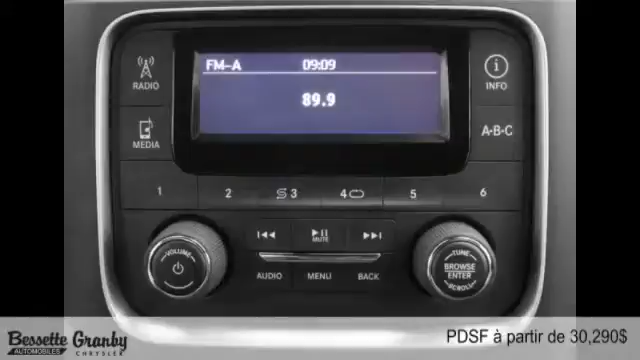 FM-A 09:09
89.9
RADIO
INFO
MEDIA
A-B-C
1 2 3 4 5 6
MUTE
VOLUME
AUDIO MENU BACK
TUNE
BROWSE
ENTER
SCROLL
Bessette Granby
AUTOMOBILES CHRYSLER
PDSF à partir de 30,290$